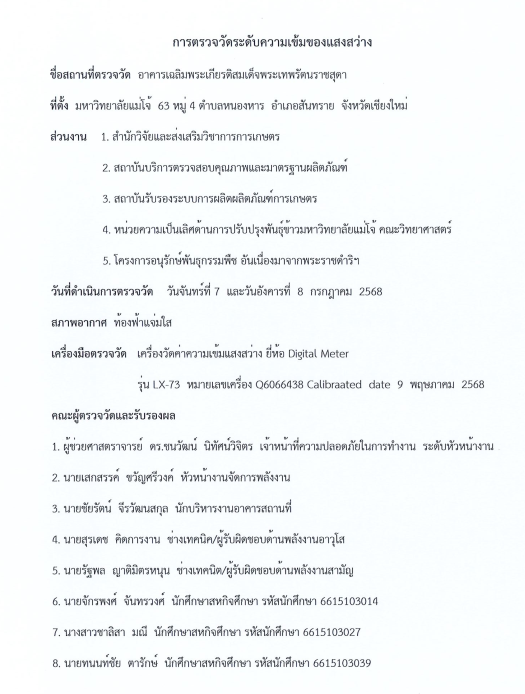 การตรวจวัดระดับความเข้มของแสงสว่าง
ชื่อสถานที่ตรวจวัด อาคารเฉลิมพระเกียรติสมเด็จพระเทพรัตนราชสุดา
ที่ตั้ง มหาวิทยาลัยแม่โจ้ 63 หมู่ 4 ตำบลหนองหาร อำเภอสันทราย จังหวัดเชียงใหม่
ส่วนงาน 1. สำนักวิจัยและส่งเสริมวิชาการการเกษตร
2. สถาบันบริการตรวจสอบคุณภาพและมาตรฐานผลิตภัณฑ์
3. สถาบันรับรองระบบการผลิตผลิตภัณฑ์การเกษตร
4. หน่วยความเป็นเลิศด้านการปรับปรุงพันธุ์ข้าวมหาวิทยาลัยแม่โจ้ คณะวิทยาศาสตร์
5. โครงการอนุรักษ์พันธุกรรมพืช อันเนื่องมาจากพระราชดำริฯ
วันที่ดำเนินการตรวจวัด วันจันทร์ที่ 7 และวันอังคารที่ 8 กรกฎาคม 2568
สภาพอากาศ ท้องฟ้าแจ่มใส
เครื่องมือตรวจวัด เครื่องวัดค่าความเข้มแสงสว่าง ยี่ห้อ Digital Meter
รุ่น LX-73 หมายเลขเครื่อง Q6066438 Calibraated date 9 พฤษภาคม 2568
คณะผู้ตรวจวัดและรับรองผล
1. ผู้ช่วยศาสตราจารย์ ดร.ชนวัฒน์ นิทัศน์วิจิตร เจ้าหน้าที่ความปลอดภัยในการทำงาน ระดับหัวหน้างาน
2. นายเสกสรรค์ ขวัญศรีวงค์ หัวหน้างานจัดการพลังงาน
3. นายชัยรัตน์ จีรวัฒนสกุล นักบริหารงานอาคารสถานที่
4. นายสุรเดช คิดการงาน ช่างเทคนิค/ผู้รับผิดชอบด้านพลังงานอาวุโส
5. นายรัฐพล ญาติมิตรหนุน ช่างเทคนิค/ผู้รับผิดชอบด้านพลังงานสามัญ
6. นายจักรพงศ์ จันทรวงศ์ นักศึกษาสหกิจศึกษา รหัสนักศึกษา 6615103014
7. นางสาวชาลิสา มณี นักศึกษาสหกิจศึกษา รหัสนักศึกษา 6615103027
8. นายทนนท์ชัย ตารักษ์ นักศึกษาสหกิจศึกษา รหัสนักศึกษา 6615103039